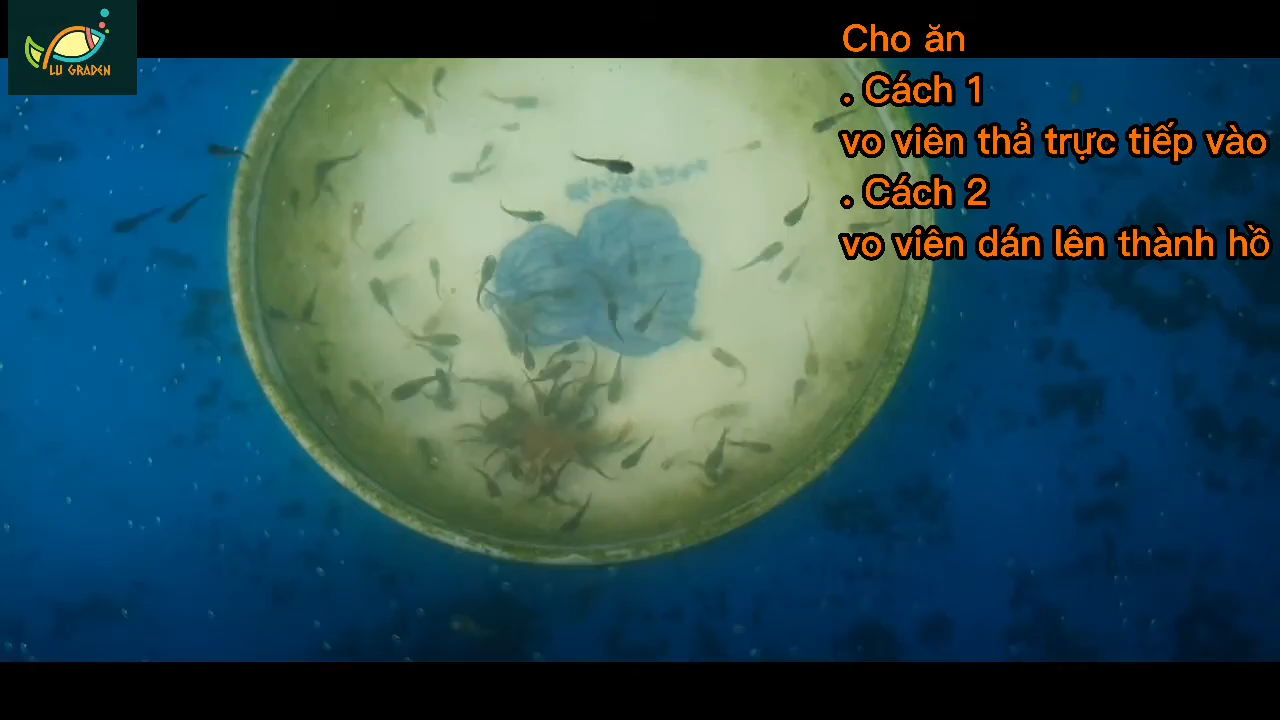 LU GRADEN
Cho ăn
. Cách 1
vo viên thả trực tiếp vào
. Cách 2
vo viên dán lên thành hồ